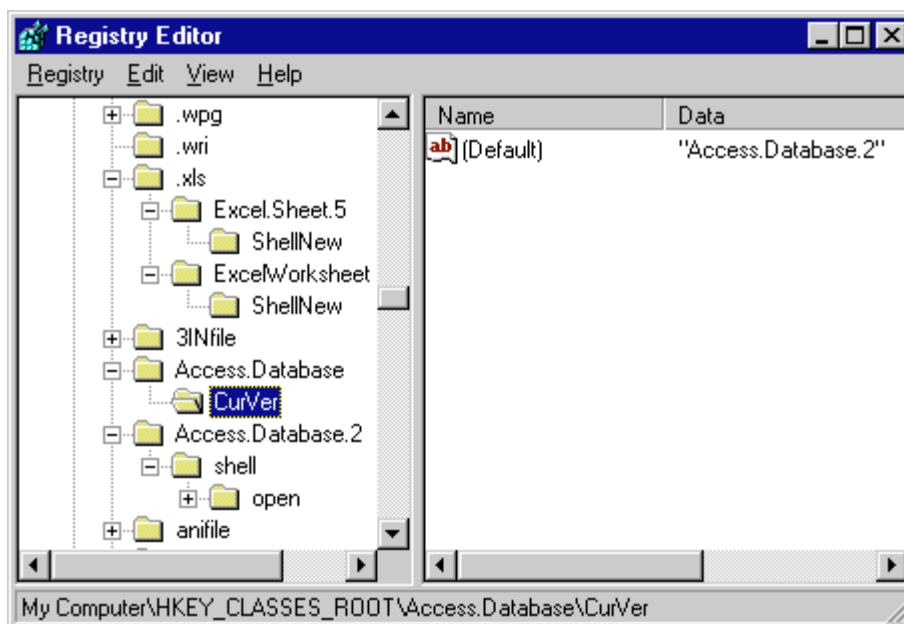 Registry Editor
Registry Edit View Help
.wpg
.wri
.xls
Excel.Sheet.5
ShellNew
ExcelWorksheet
ShellNew
3INfile
Access.Database
CurVer
Access.Database.2
shell
open
anifile
Name Data
ab (Default) "Access.Database.2"
My Computer\HKEY_CLASSES_ROOT\Access.Database\CurVer